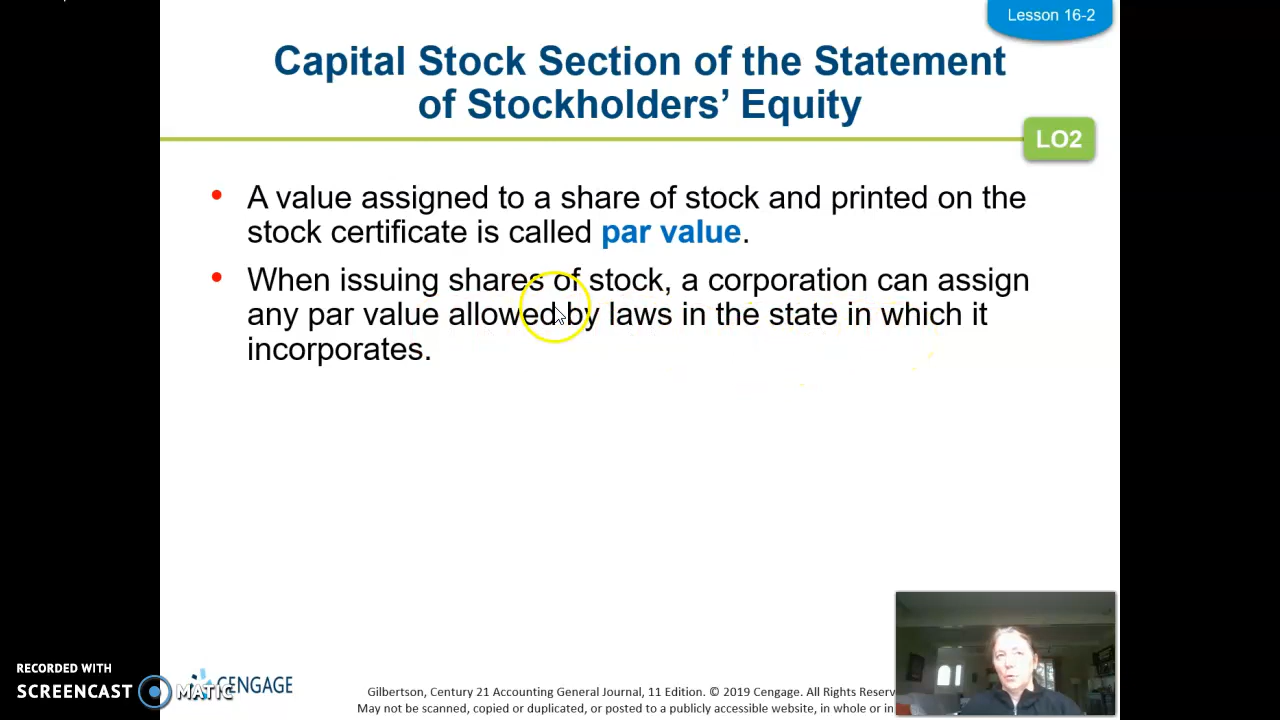 Lesson 16-2
Capital Stock Section of the Statement
of Stockholders’ Equity
LO2
• A value assigned to a share of stock and printed on the
stock certificate is called par value.
• When issuing shares of stock, a corporation can assign
any par value allowed by laws in the state in which it
incorporates.
RECORDED WITH
SCREENCAST MATIC
CENGAGE
Gilbertson, Century 21 Accounting General Journal, 11 Edition. © 2019 Cengage. All Rights Reserv
May not be scanned, copied or duplicated, or posted to a publicly accessible website, in whole or in